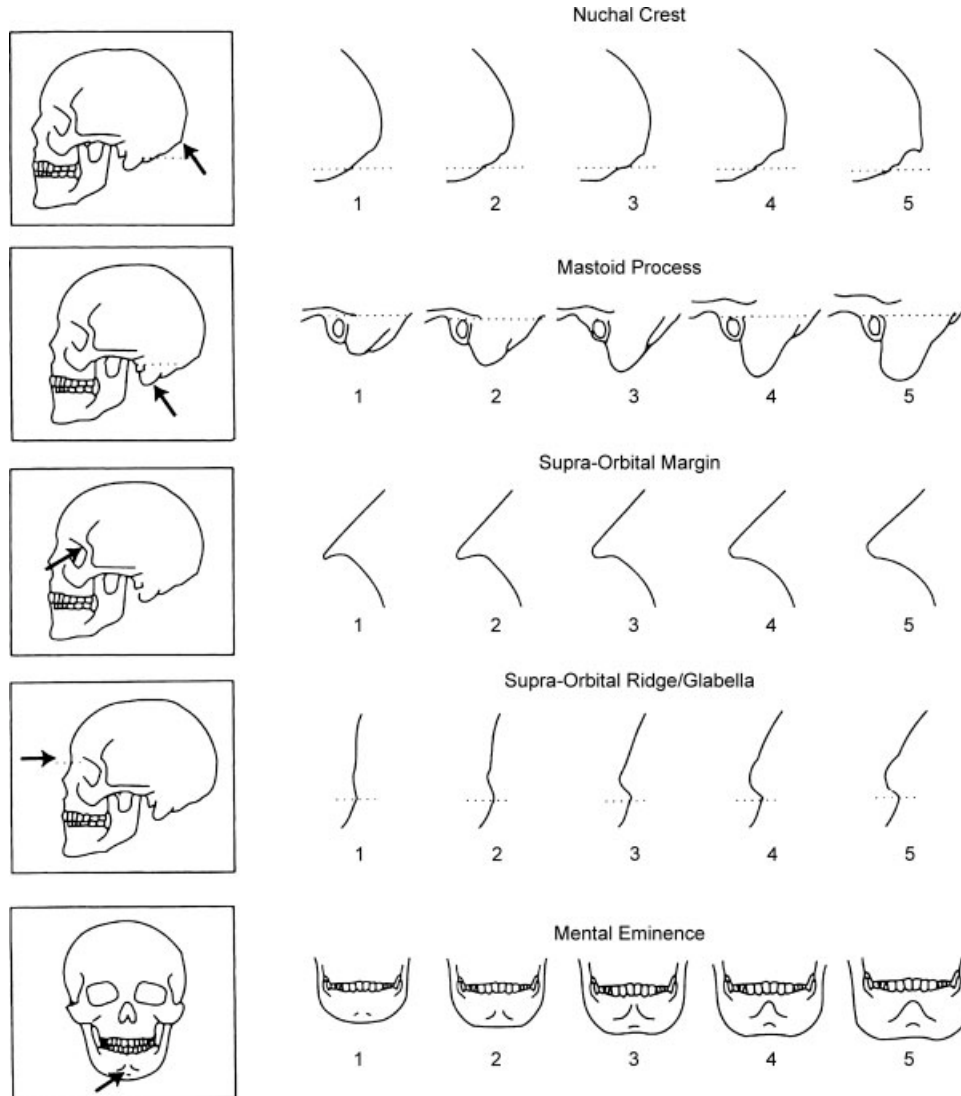 Nuchal Crest
1 2 3 4 5
Mastoid Process
1 2 3 4 5
Supra-Orbital Margin
1 2 3 4 5
Supra-Orbital Ridge/Glabella
1 2 3 4 5
Mental Eminence
1 2 3 4 5